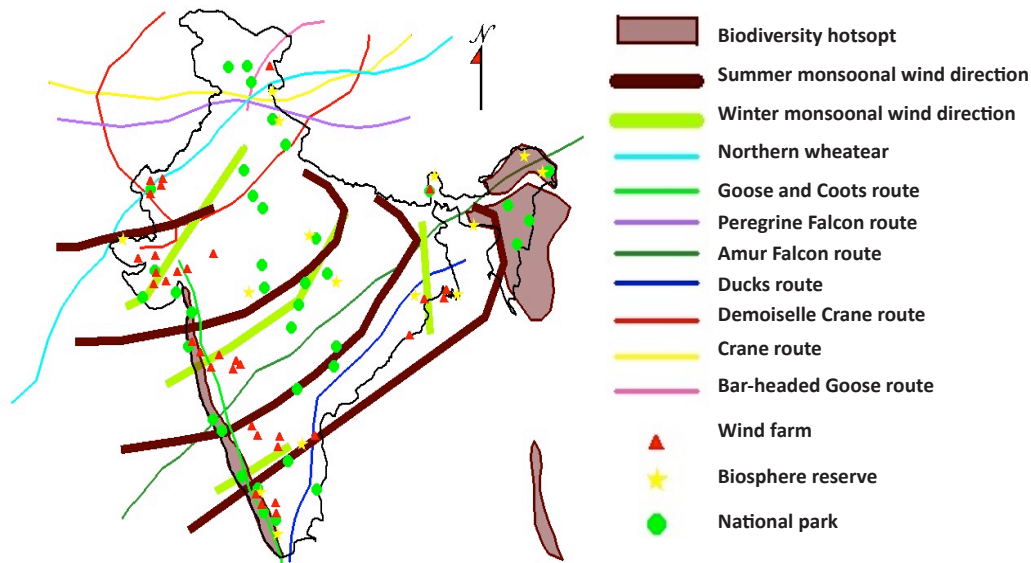 N
Biodiversity hotsopt
Summer monsoonal wind direction
Winter monsoonal wind direction
Northern wheatear
Goose and Coots route
Peregrine Falcon route
Amur Falcon route
Ducks route
Demoiselle Crane route
Crane route
Bar-headed Goose route
Wind farm
Biosphere reserve
National park